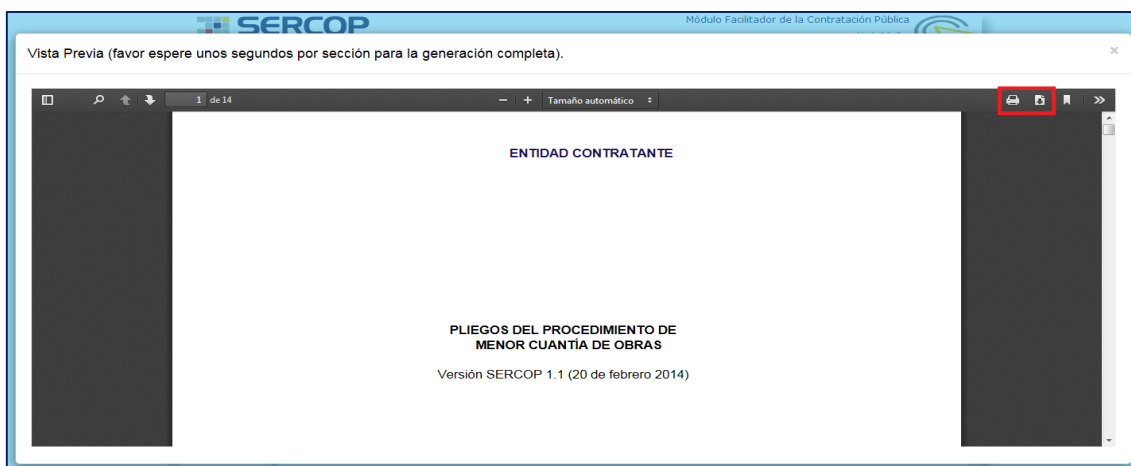 SERCOP
Módulo Facilitador de la Contratación Pública
Vista Previa (favor espere unos segundos por sección para la generación completa).
1 de 14
Tamaño automático
ENTIDAD CONTRATANTE
PLIEGOS DEL PROCEDIMIENTO DE
MENOR CUANTÍA DE OBRAS
Versión SERCOP 1.1 (20 de febrero 2014)